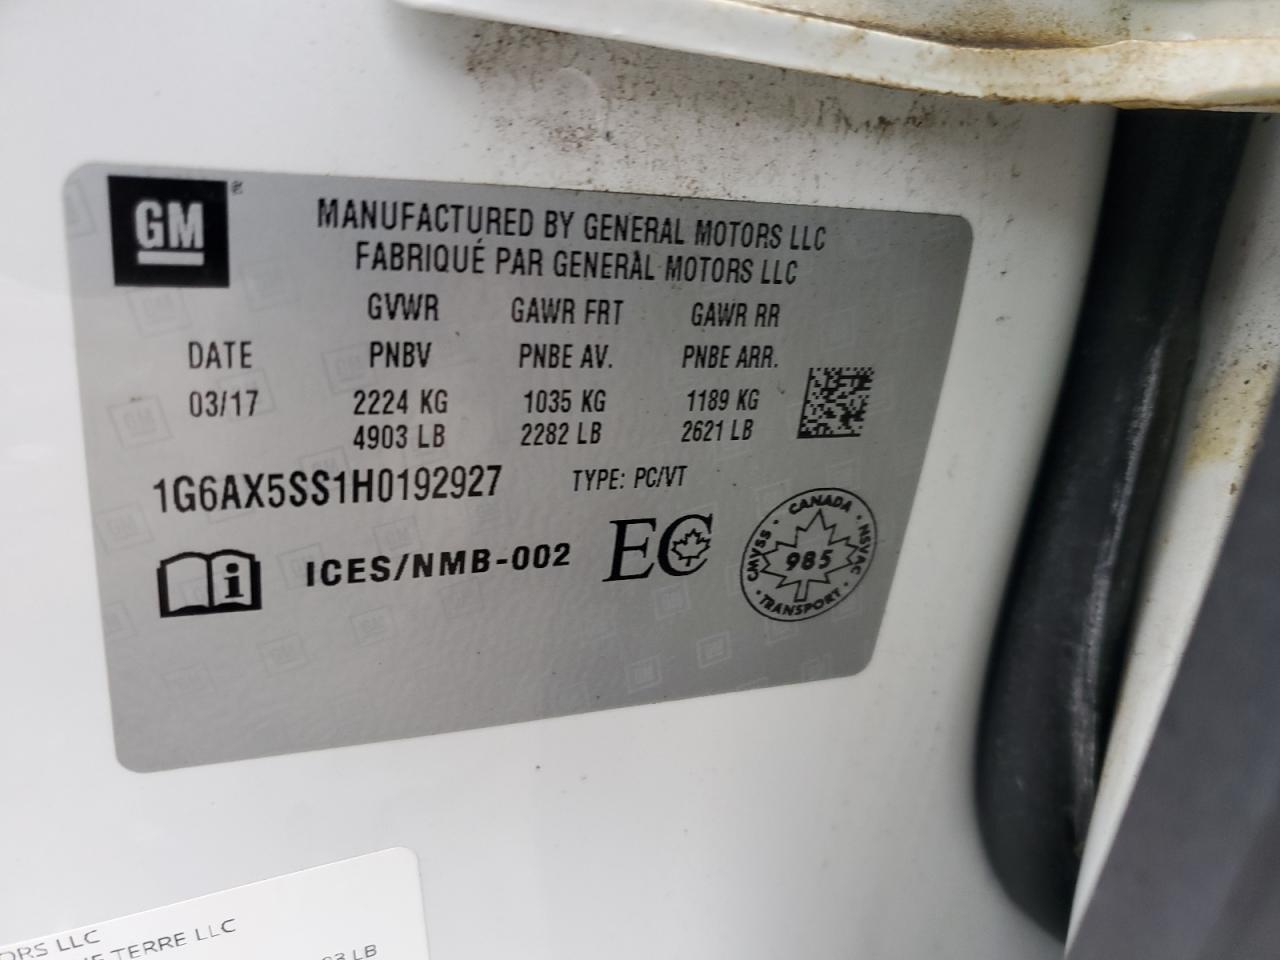 GM ®
MANUFACTURED BY GENERAL MOTORS LLC
FABRIQUÉ PAR GENERAL MOTORS LLC
GVWR GAWR FRT GAWR RR
DATE PNBV PNBE AV. PNBE ARR.
03/17 2224 KG 1035 KG 1189 KG
4903 LB 2282 LB 2621 LB
1G6AX5SS1H0192927 TYPE: PC/VT
i ICES/NMB-002 EC
CANADA · NSVAC · TRANSPORT · CMVSS ·
985
ORS LLC
TERRE LLC
LB